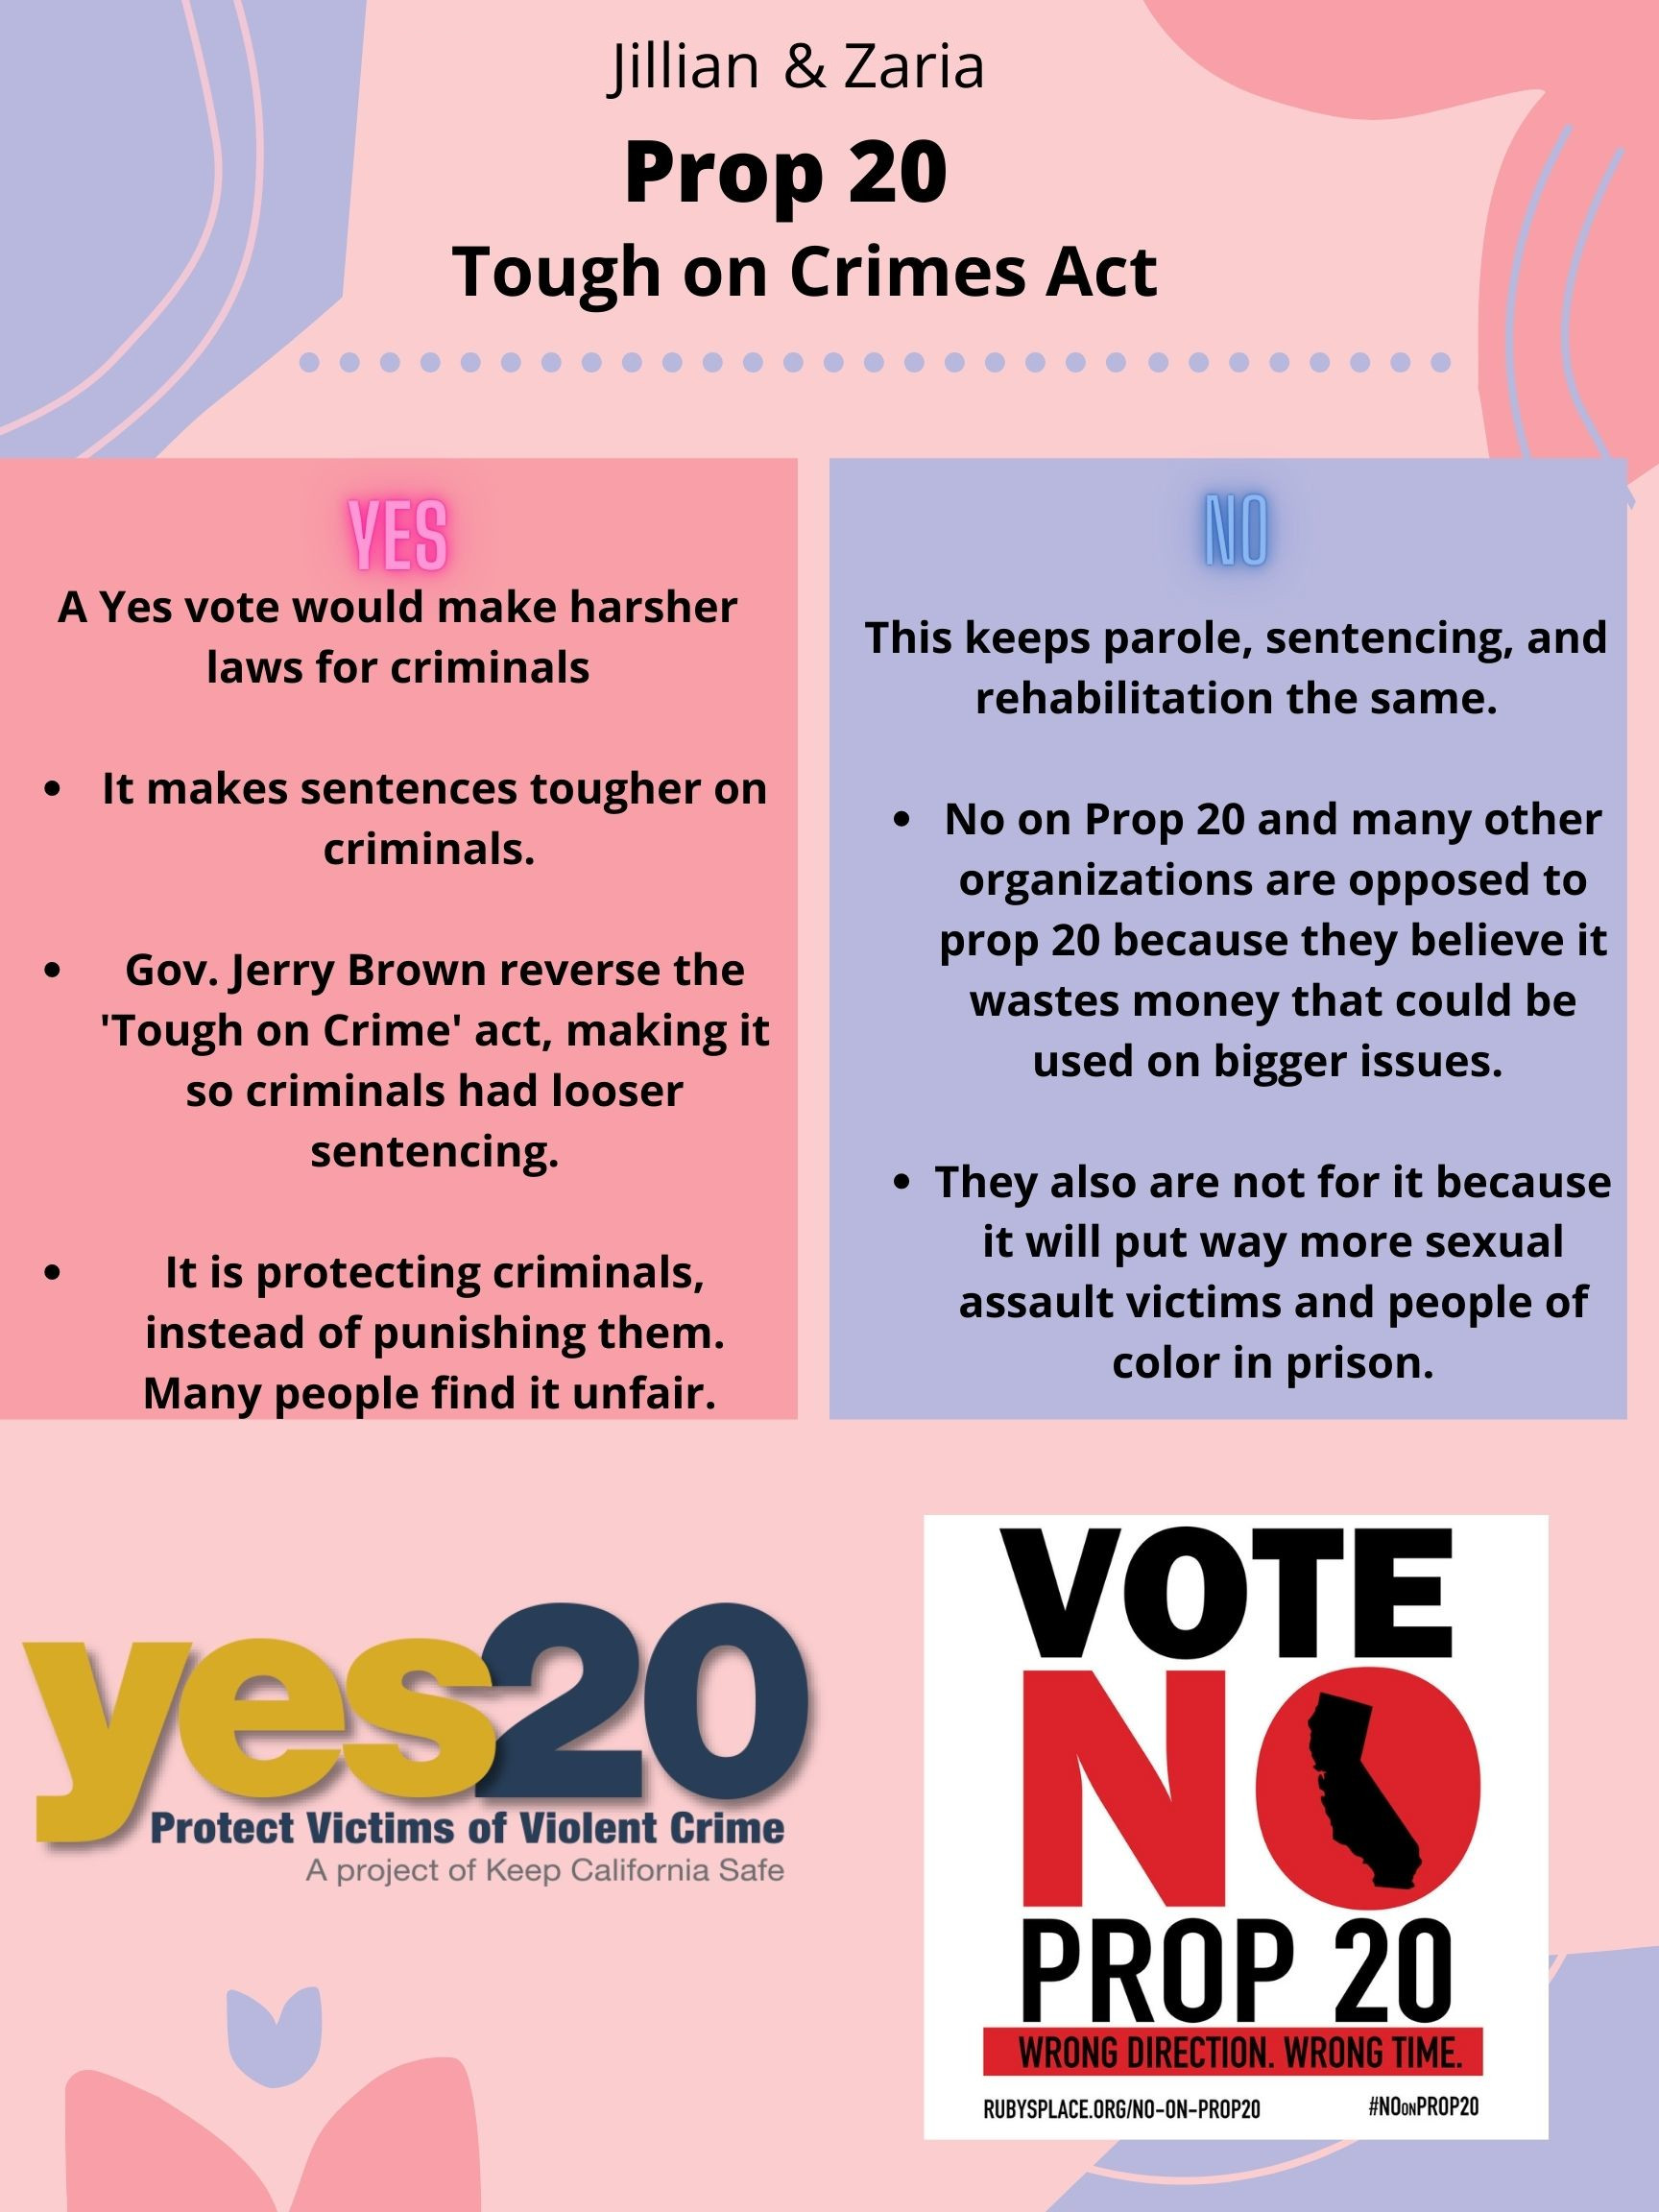 Jillian & Zaria
Prop 20
Tough on Crimes Act
YES
A Yes vote would make harsher
laws for criminals
• It makes sentences tougher on
criminals.
• Gov. Jerry Brown reverse the
'Tough on Crime' act, making it
so criminals had looser
sentencing.
• It is protecting criminals,
instead of punishing them.
Many people find it unfair.
NO
This keeps parole, sentencing, and
rehabilitation the same.
• No on Prop 20 and many other
organizations are opposed to
prop 20 because they believe it
wastes money that could be
used on bigger issues.
• They also are not for it because
it will put way more sexual
assault victims and people of
color in prison.
yes20
Protect Victims of Violent Crime
A project of Keep California Safe
VOTE
NO
PROP 20
WRONG DIRECTION. WRONG TIME.
RUBYSPLACE.ORG/NO-ON-PROP20 #NOONPROP20